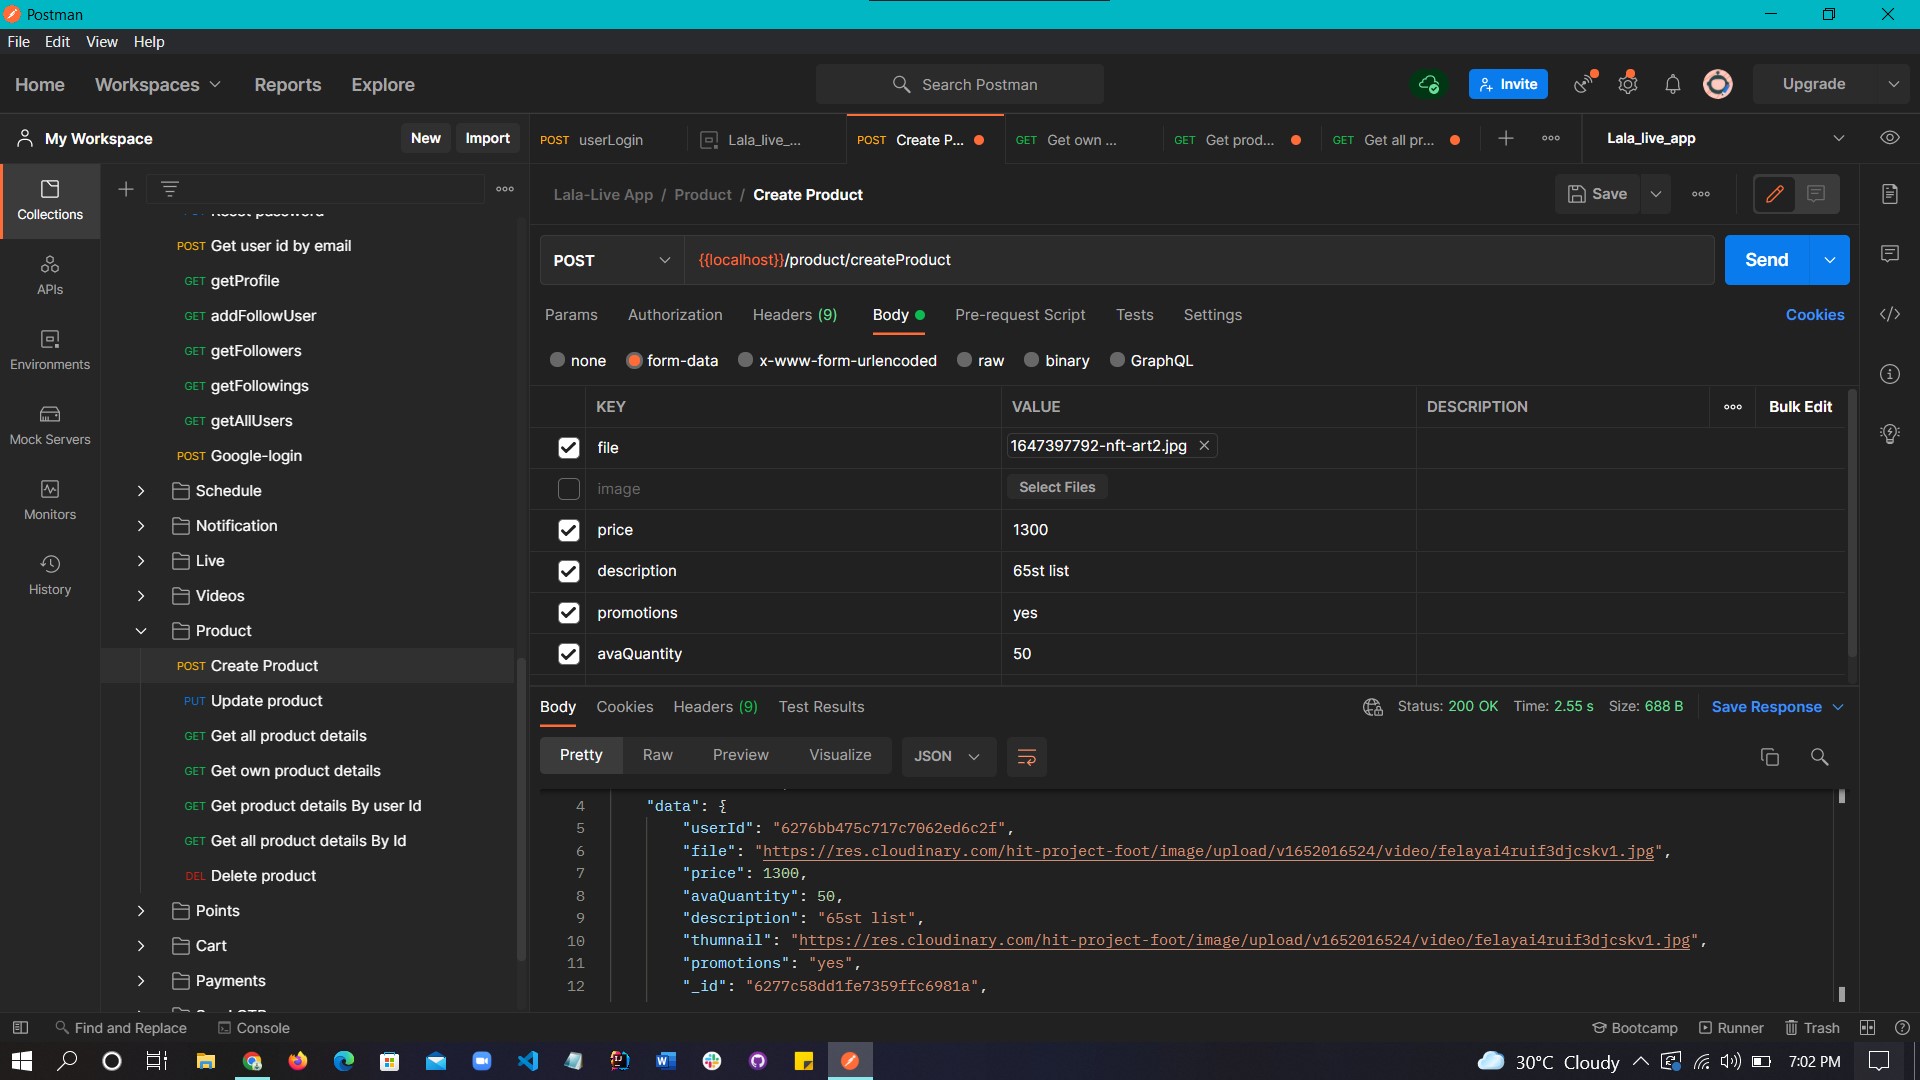 Postman
File Edit View Help
Home Workspaces Reports Explore Search Postman Invite Upgrade
My Workspace New Import
POST userLogin Lala_live_... POST Create P... GET Get own ... GET Get prod... GET Get all pr... Lala_live_app
Collections
APIs
Environments
Mock Servers
Monitors
History
POST Get user id by email
GET getProfile
GET addFollowUser
GET getFollowers
GET getFollowings
GET getAllUsers
POST Google-login
Schedule
Notification
Live
Videos
Product
POST Create Product
PUT Update product
GET Get all product details
GET Get own product details
GET Get product details By user Id
GET Get all product details By Id
DEL Delete product
Points
Cart
Payments
Lala-Live App / Product / Create Product Save
POST {{localhost}}/product/createProduct Send
Params Authorization Headers (9) Body Pre-request Script Tests Settings Cookies
none form-data x-www-form-urlencoded raw binary GraphQL
KEY VALUE DESCRIPTION Bulk Edit
file 1647397792-nft-art2.jpg
image Select Files
price 1300
description 65st list
promotions yes
avaQuantity 50
Body Cookies Headers (9) Test Results Status: 200 OK Time: 2.55 s Size: 688 B Save Response
Pretty Raw Preview Visualize JSON
4 "data": {
5 "userId": "6276bb475c717c7062ed6c2f",
6 "file": "https://res.cloudinary.com/hit-project-foot/image/upload/v1652016524/video/felayai4ruif3djcskv1.jpg",
7 "price": 1300,
8 "avaQuantity": 50,
9 "description": "65st list",
10 "thumnail": "https://res.cloudinary.com/hit-project-foot/image/upload/v1652016524/video/felayai4ruif3djcskv1.jpg",
11 "promotions": "yes",
12 "_id": "6277c58dd1fe7359ffc6981a",
Find and Replace Console Bootcamp Runner Trash
30°C Cloudy 7:02 PM